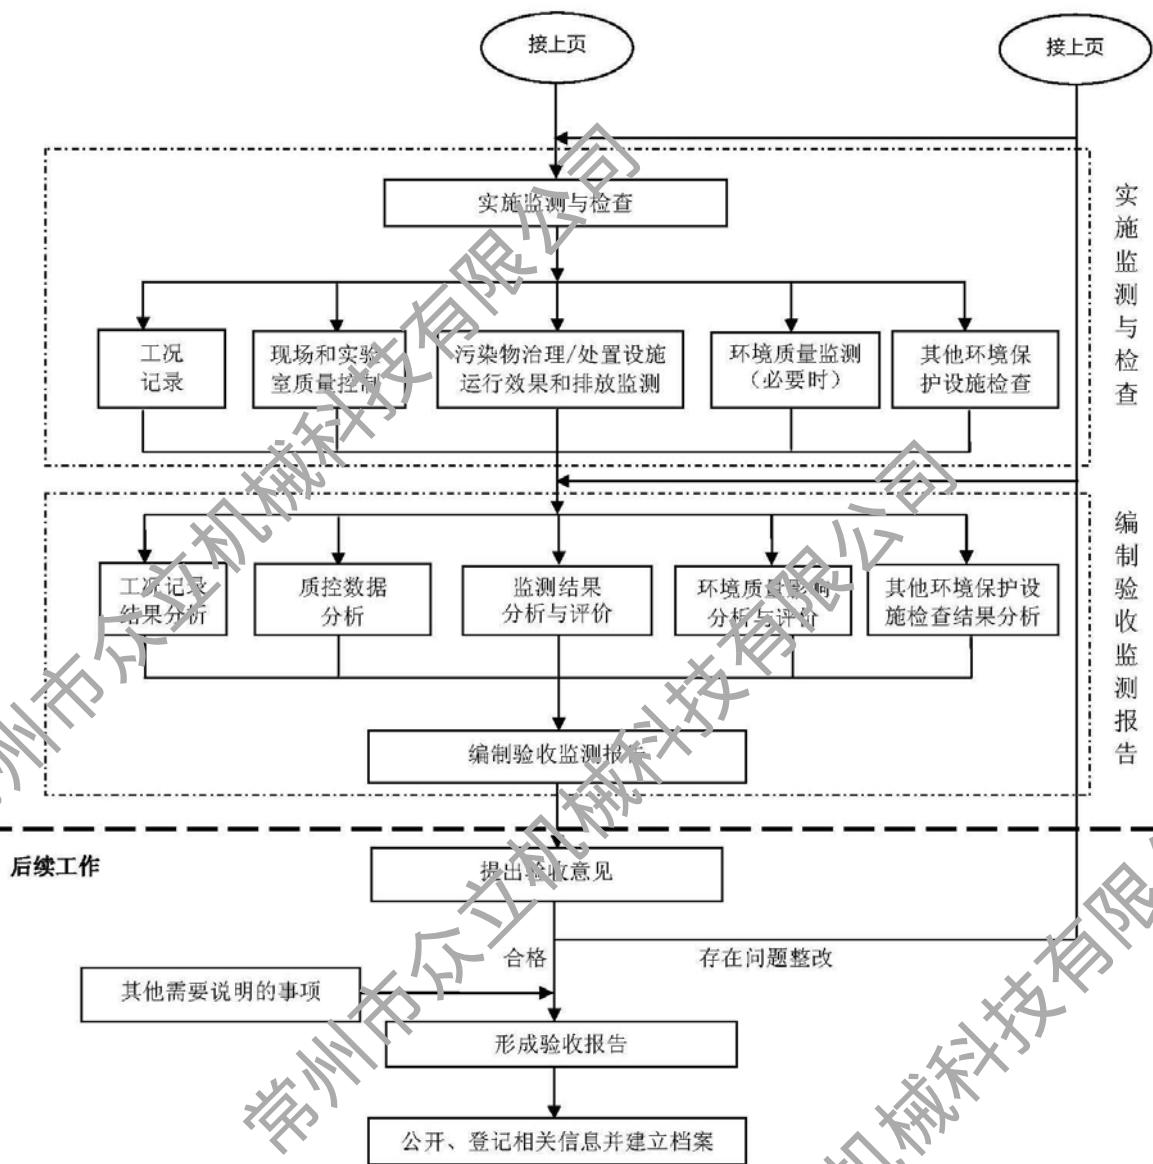 接上页
接上页
实施监测与检查
实施监测与检查
工况
记录
现场和实验
室质量控制
污染物治理/处置设施
运行效果和排放监测
环境质量监测
（必要时）
其他环境保
护设施检查
工况记录
结果分析
质控数据
分析
监测结果
分析与评价
环境质量影响
分析与评价
其他环境保护设
施检查结果分析
编制验收监测报告
编制验收监测报告
后续工作
提出验收意见
合格
存在问题整改
其他需要说明的事项
形成验收报告
公开、登记相关信息并建立档案
常州市众立机械科技有限公司
常州市众立机械科技有限公司
机械科技有限